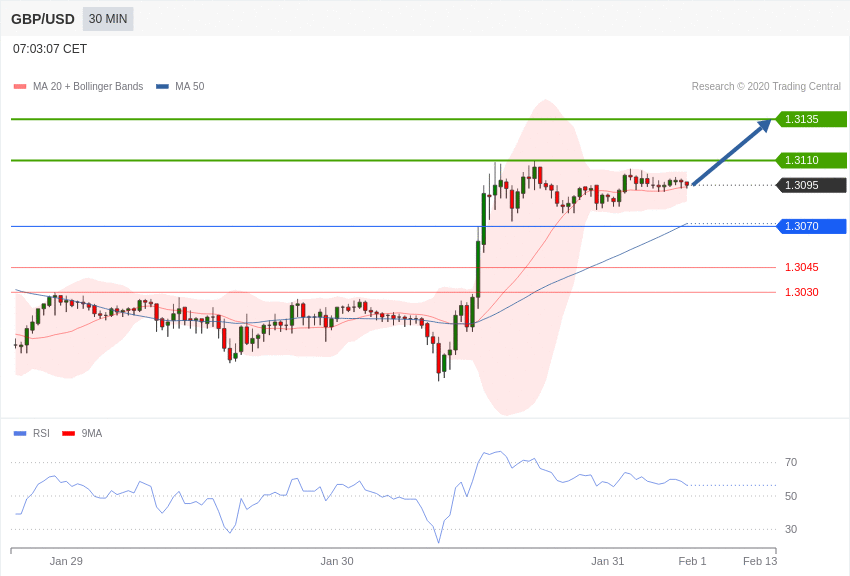 GBP/USD 30 MIN
07:03:07 CET
MA 20 + Bollinger Bands MA 50 Research © 2020 Trading Central
1.3135
1.3110
1.3095
1.3070
1.3045
1.3030
RSI 9MA
70
50
30
Jan 29 Jan 30 Jan 31 Feb 1 Feb 13